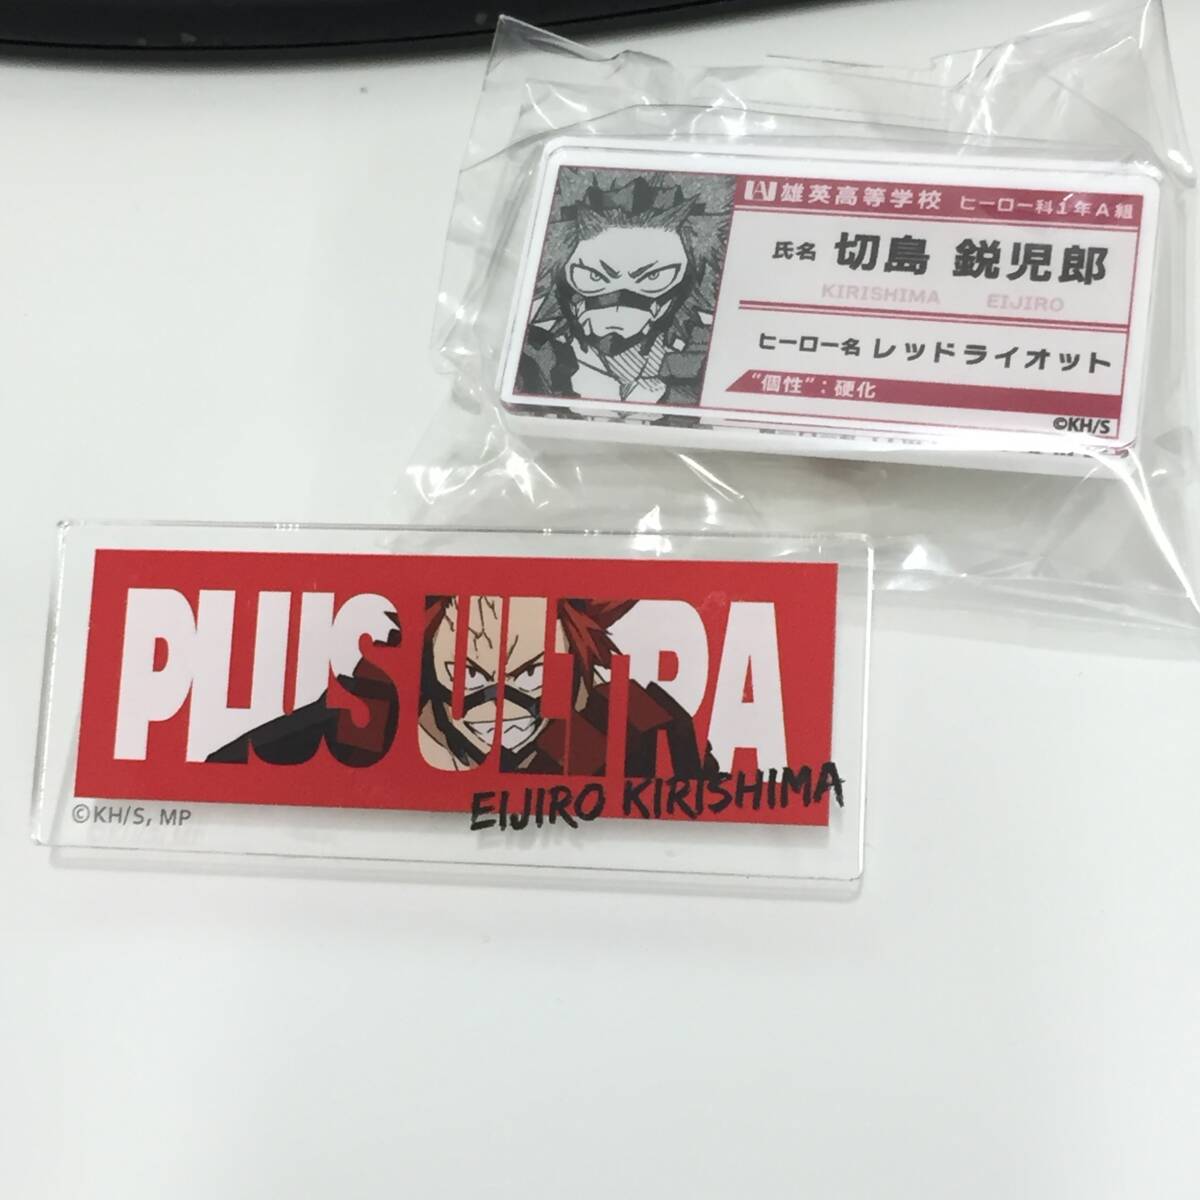 UA 雄英高等学校 ヒーロー科1年A組
氏名 切島 鋭児郎
KIRISHIMA EIJIRO
ヒーロー名 レッドライオット
"個性":硬化
©KH/S
PLUS ULTRA
EIJIRO KIRISHIMA
©KH/S, MP